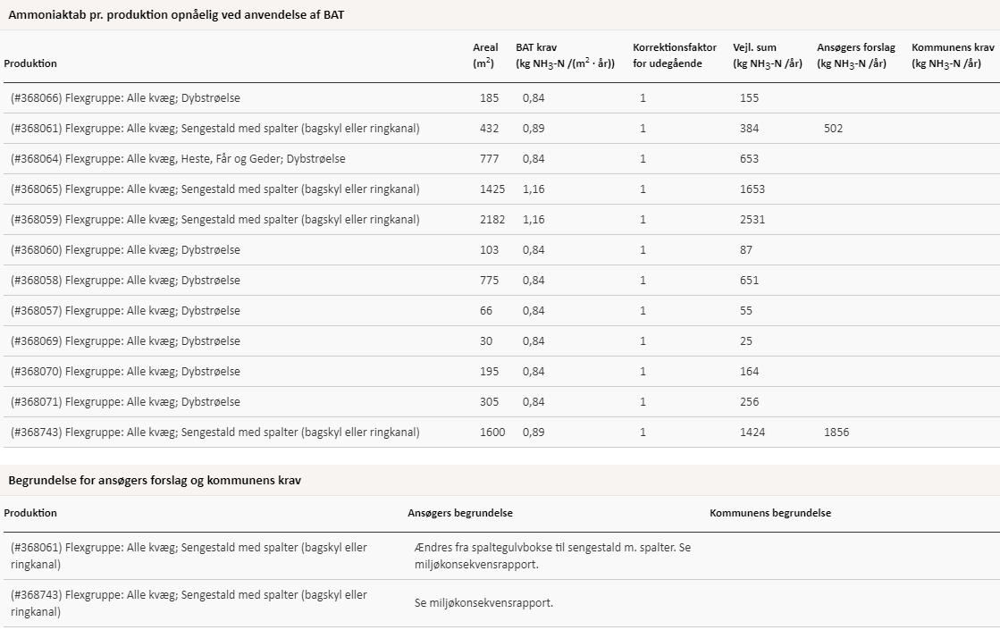 Ammoniaktab pr. produktion opnåelig ved anvendelse af BAT
Produktion Areal (m²) BAT krav (kg NH3-N /(m² · år)) Korrektionsfaktor for udegående Vejl. sum (kg NH3-N /år) Ansøgers forslag (kg NH3-N /år) Kommunens krav (kg NH3-N /år)
(#368066) Flexgruppe: Alle kvæg; Dybstrøelse 185 0,84 1 155
(#368061) Flexgruppe: Alle kvæg; Sengestald med spalter (bagskyl eller ringkanal) 432 0,89 1 384 502
(#368064) Flexgruppe: Alle kvæg, Heste, Får og Geder; Dybstrøelse 777 0,84 1 653
(#368065) Flexgruppe: Alle kvæg; Sengestald med spalter (bagskyl eller ringkanal) 1425 1,16 1 1653
(#368059) Flexgruppe: Alle kvæg; Sengestald med spalter (bagskyl eller ringkanal) 2182 1,16 1 2531
(#368060) Flexgruppe: Alle kvæg; Dybstrøelse 103 0,84 1 87
(#368058) Flexgruppe: Alle kvæg; Dybstrøelse 775 0,84 1 651
(#368057) Flexgruppe: Alle kvæg; Dybstrøelse 66 0,84 1 55
(#368069) Flexgruppe: Alle kvæg; Dybstrøelse 30 0,84 1 25
(#368070) Flexgruppe: Alle kvæg; Dybstrøelse 195 0,84 1 164
(#368071) Flexgruppe: Alle kvæg; Dybstrøelse 305 0,84 1 256
(#368743) Flexgruppe: Alle kvæg; Sengestald med spalter (bagskyl eller ringkanal) 1600 0,89 1 1424 1856
Begrundelse for ansøgers forslag og kommunens krav
Produktion Ansøgers begrundelse Kommunens begrundelse
(#368061) Flexgruppe: Alle kvæg; Sengestald med spalter (bagskyl eller
ringkanal)
Ændres fra spaltegulvbokse til sengestald m. spalter. Se
miljøkonsekvensrapport.
(#368743) Flexgruppe: Alle kvæg; Sengestald med spalter (bagskyl eller
ringkanal)
Se miljøkonsekvensrapport.